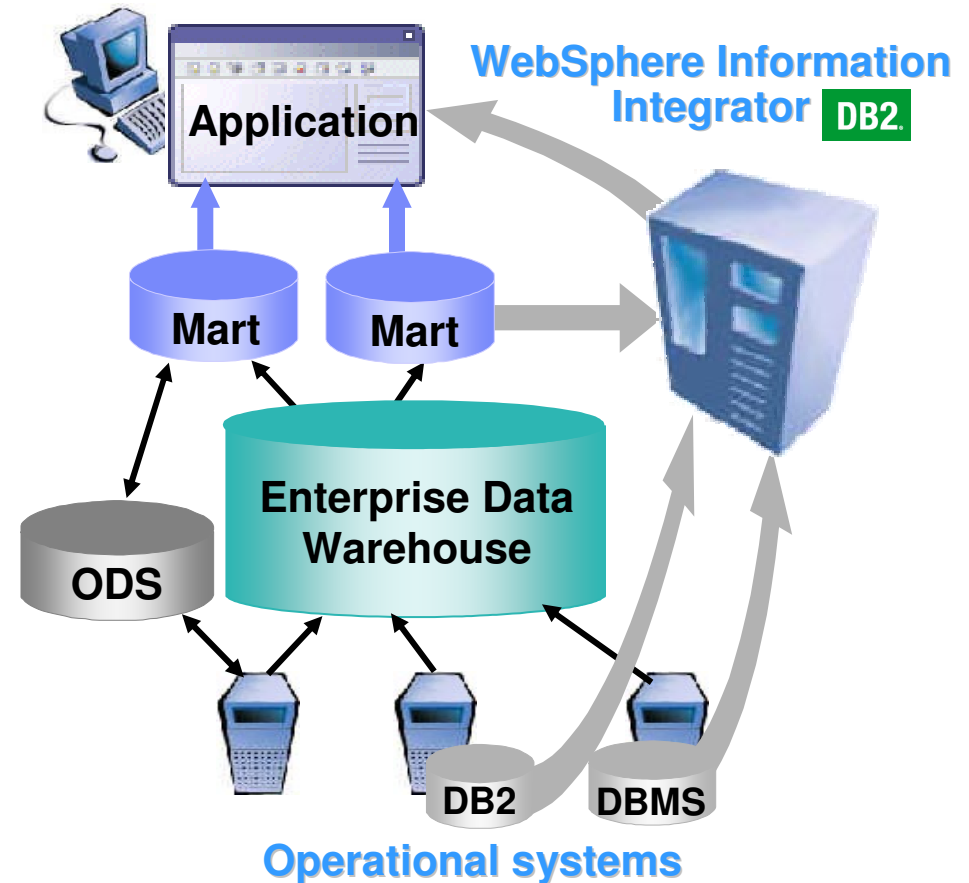 WebSphere Information
Integrator DB2.
Application
Mart
Mart
Enterprise Data
Warehouse
ODS
DB2
DBMS
Operational systems